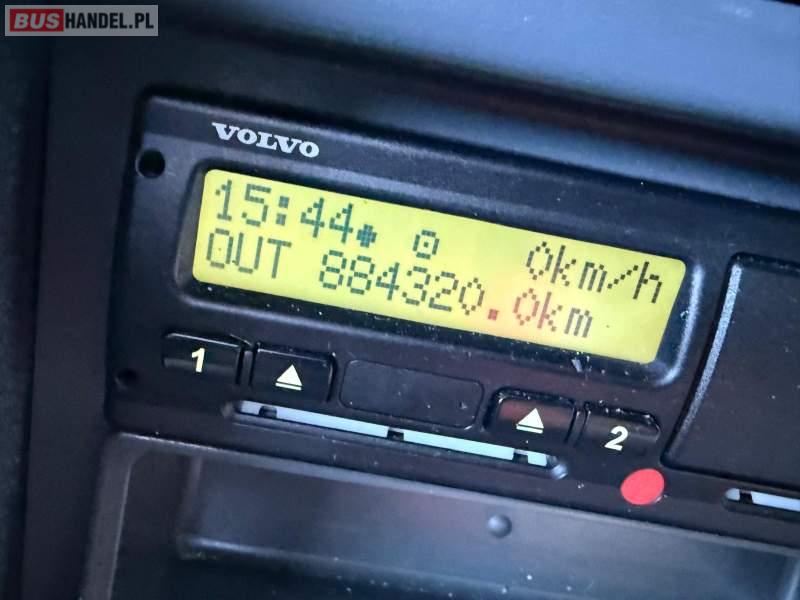 BUSHANDEL.PL
VOLVO
15:44 0km/h
OUT 884320.0km
1
2